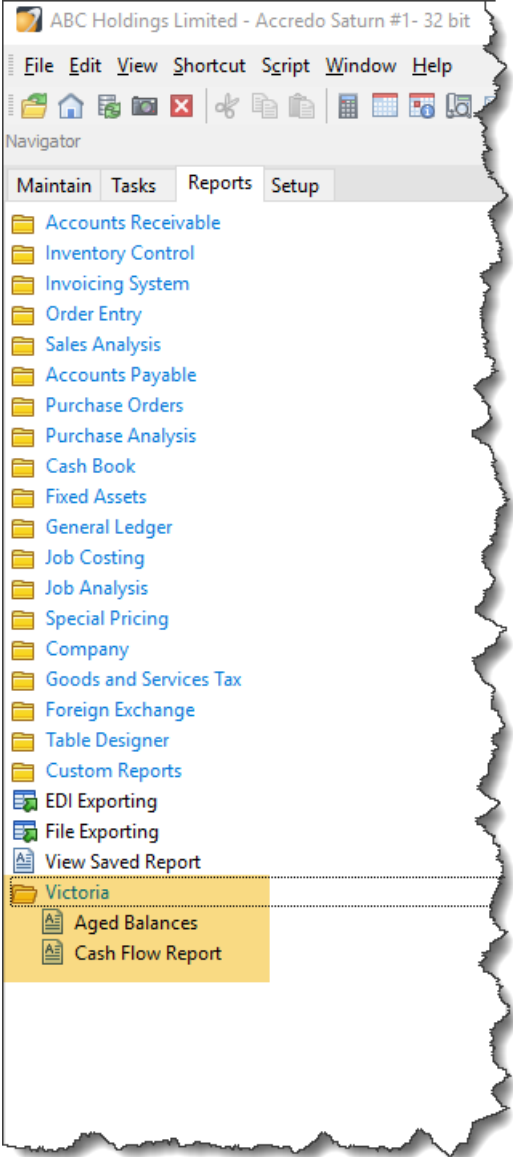 ABC Holdings Limited - Accredo Saturn #1- 32 bit
File Edit View Shortcut Script Window Help
Navigator
Maintain Tasks Reports Setup
Accounts Receivable
Inventory Control
Invoicing System
Order Entry
Sales Analysis
Accounts Payable
Purchase Orders
Purchase Analysis
Cash Book
Fixed Assets
General Ledger
Job Costing
Job Analysis
Special Pricing
Company
Goods and Services Tax
Foreign Exchange
Table Designer
Custom Reports
EDI Exporting
File Exporting
View Saved Report
Victoria
Aged Balances
Cash Flow Report